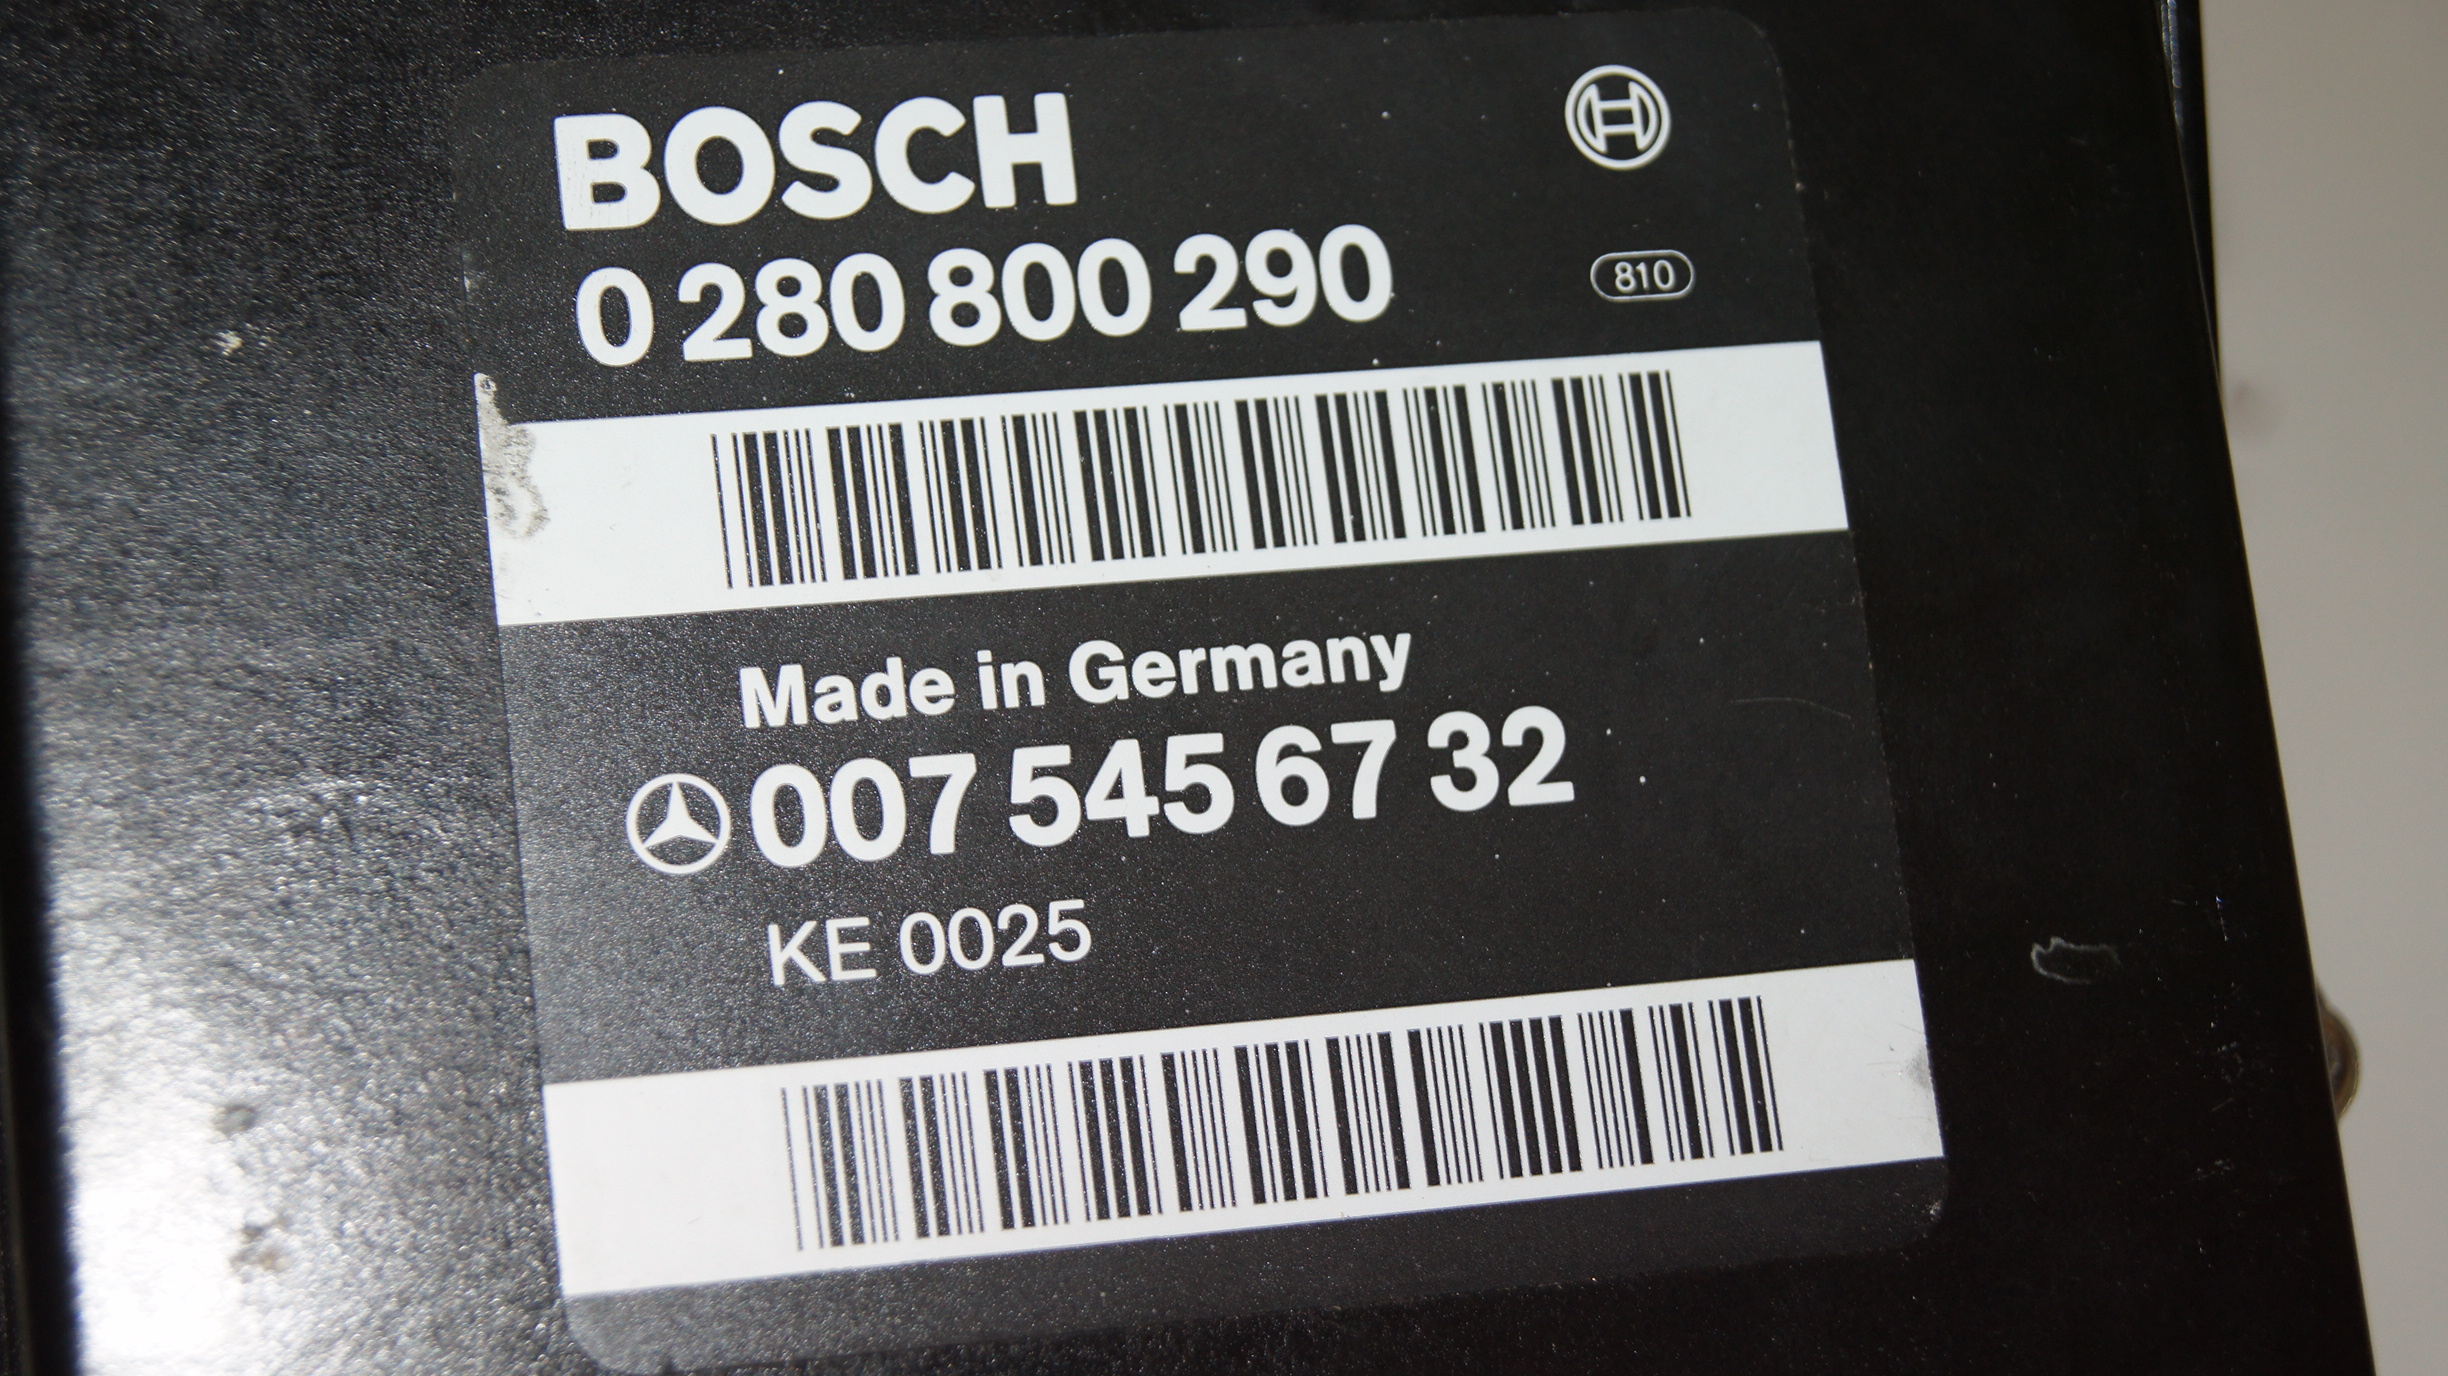 BOSCH
0 280 800 290
810
Made in Germany
007 545 67 32
KE 0025